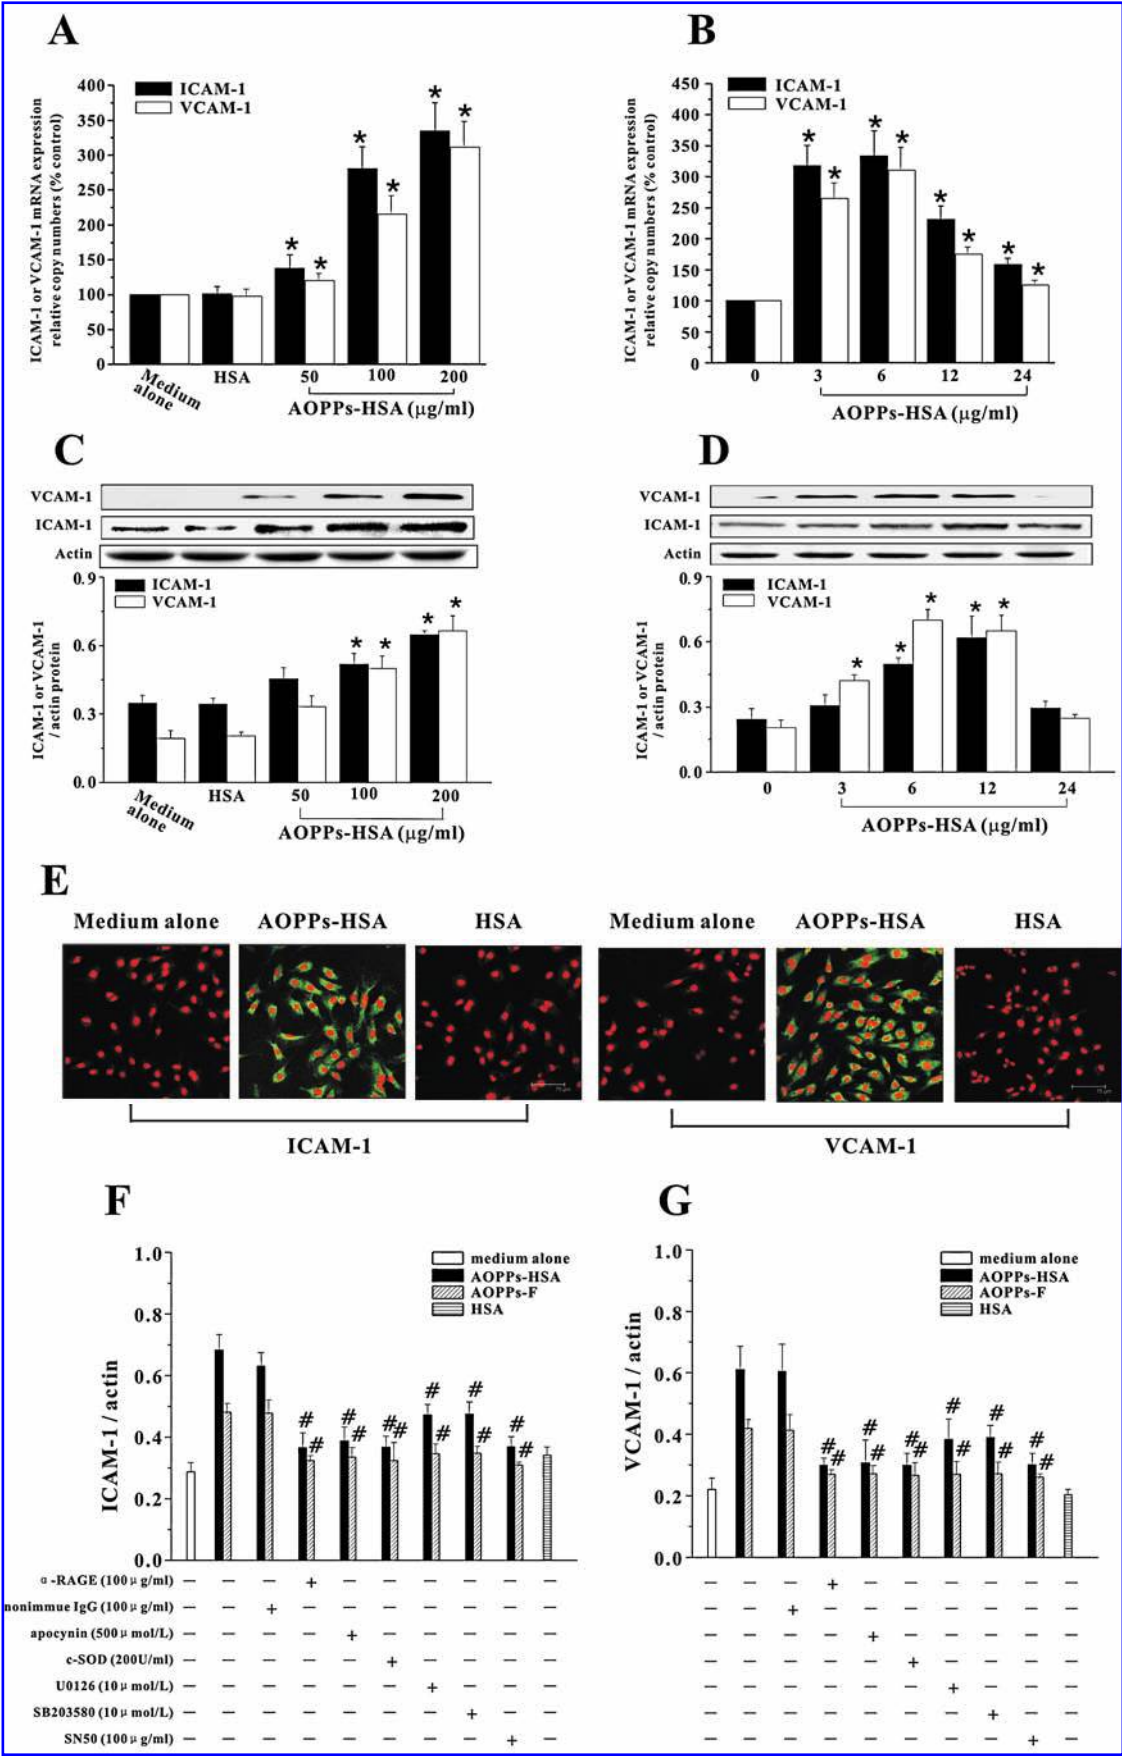 A
ICAM-1 or VCAM-1 mRNA expression
relative copy numbers (% control)
400
350
300
250
200
150
100
50
0
ICAM-1
VCAM-1
* * * * * *
Medium
alone
HSA
50
100
200
AOPPs-HSA (μg/ml)
B
ICAM-1 or VCAM-1 mRNA expression
relative copy numbers (% control)
450
400
350
300
250
200
150
100
50
0
ICAM-1
VCAM-1
* * * * * * * *
0
3
6
12
24
AOPPs-HSA (μg/ml)
C
VCAM-1
ICAM-1
Actin
ICAM-1 or VCAM-1
/ actin protein
0.9
0.6
0.3
0.0
ICAM-1
VCAM-1
* * * *
Medium
alone
HSA
50
100
200
AOPPs-HSA (μg/ml)
D
VCAM-1
ICAM-1
Actin
ICAM-1 or VCAM-1
/ actin protein
0.9
0.6
0.3
0.0
ICAM-1
VCAM-1
* * * * *
0
3
6
12
24
AOPPs-HSA (μg/ml)
E
Medium alone
AOPPs-HSA
HSA
Medium alone
AOPPs-HSA
HSA
ICAM-1
VCAM-1
F
ICAM-1 / actin
1.0
0.8
0.6
0.4
0.2
0.0
medium alone
AOPPs-HSA
AOPPs-F
HSA
# # # # # # # # # # # #
α-RAGE (100μg/ml) — — — + — — — — — —
nonimmue IgG (100μg/ml) — — + — — — — — — —
apocynin (500μmol/L) — — — — + — — — — —
c-SOD (200U/ml) — — — — — + — — — —
U0126 (10μmol/L) — — — — — — + — — —
SB203580 (10μmol/L) — — — — — — — + — —
SN50 (100μg/ml) — — — — — — — — + —
G
VCAM-1 / actin
1.0
0.8
0.6
0.4
0.2
0.0
medium alone
AOPPs-HSA
AOPPs-F
HSA
# # # # # # # # # # # #
— — — + — — — — — —
— — + — — — — — — —
— — — — + — — — — —
— — — — — + — — — —
— — — — — — + — — —
— — — — — — — + — —
— — — — — — — — + —